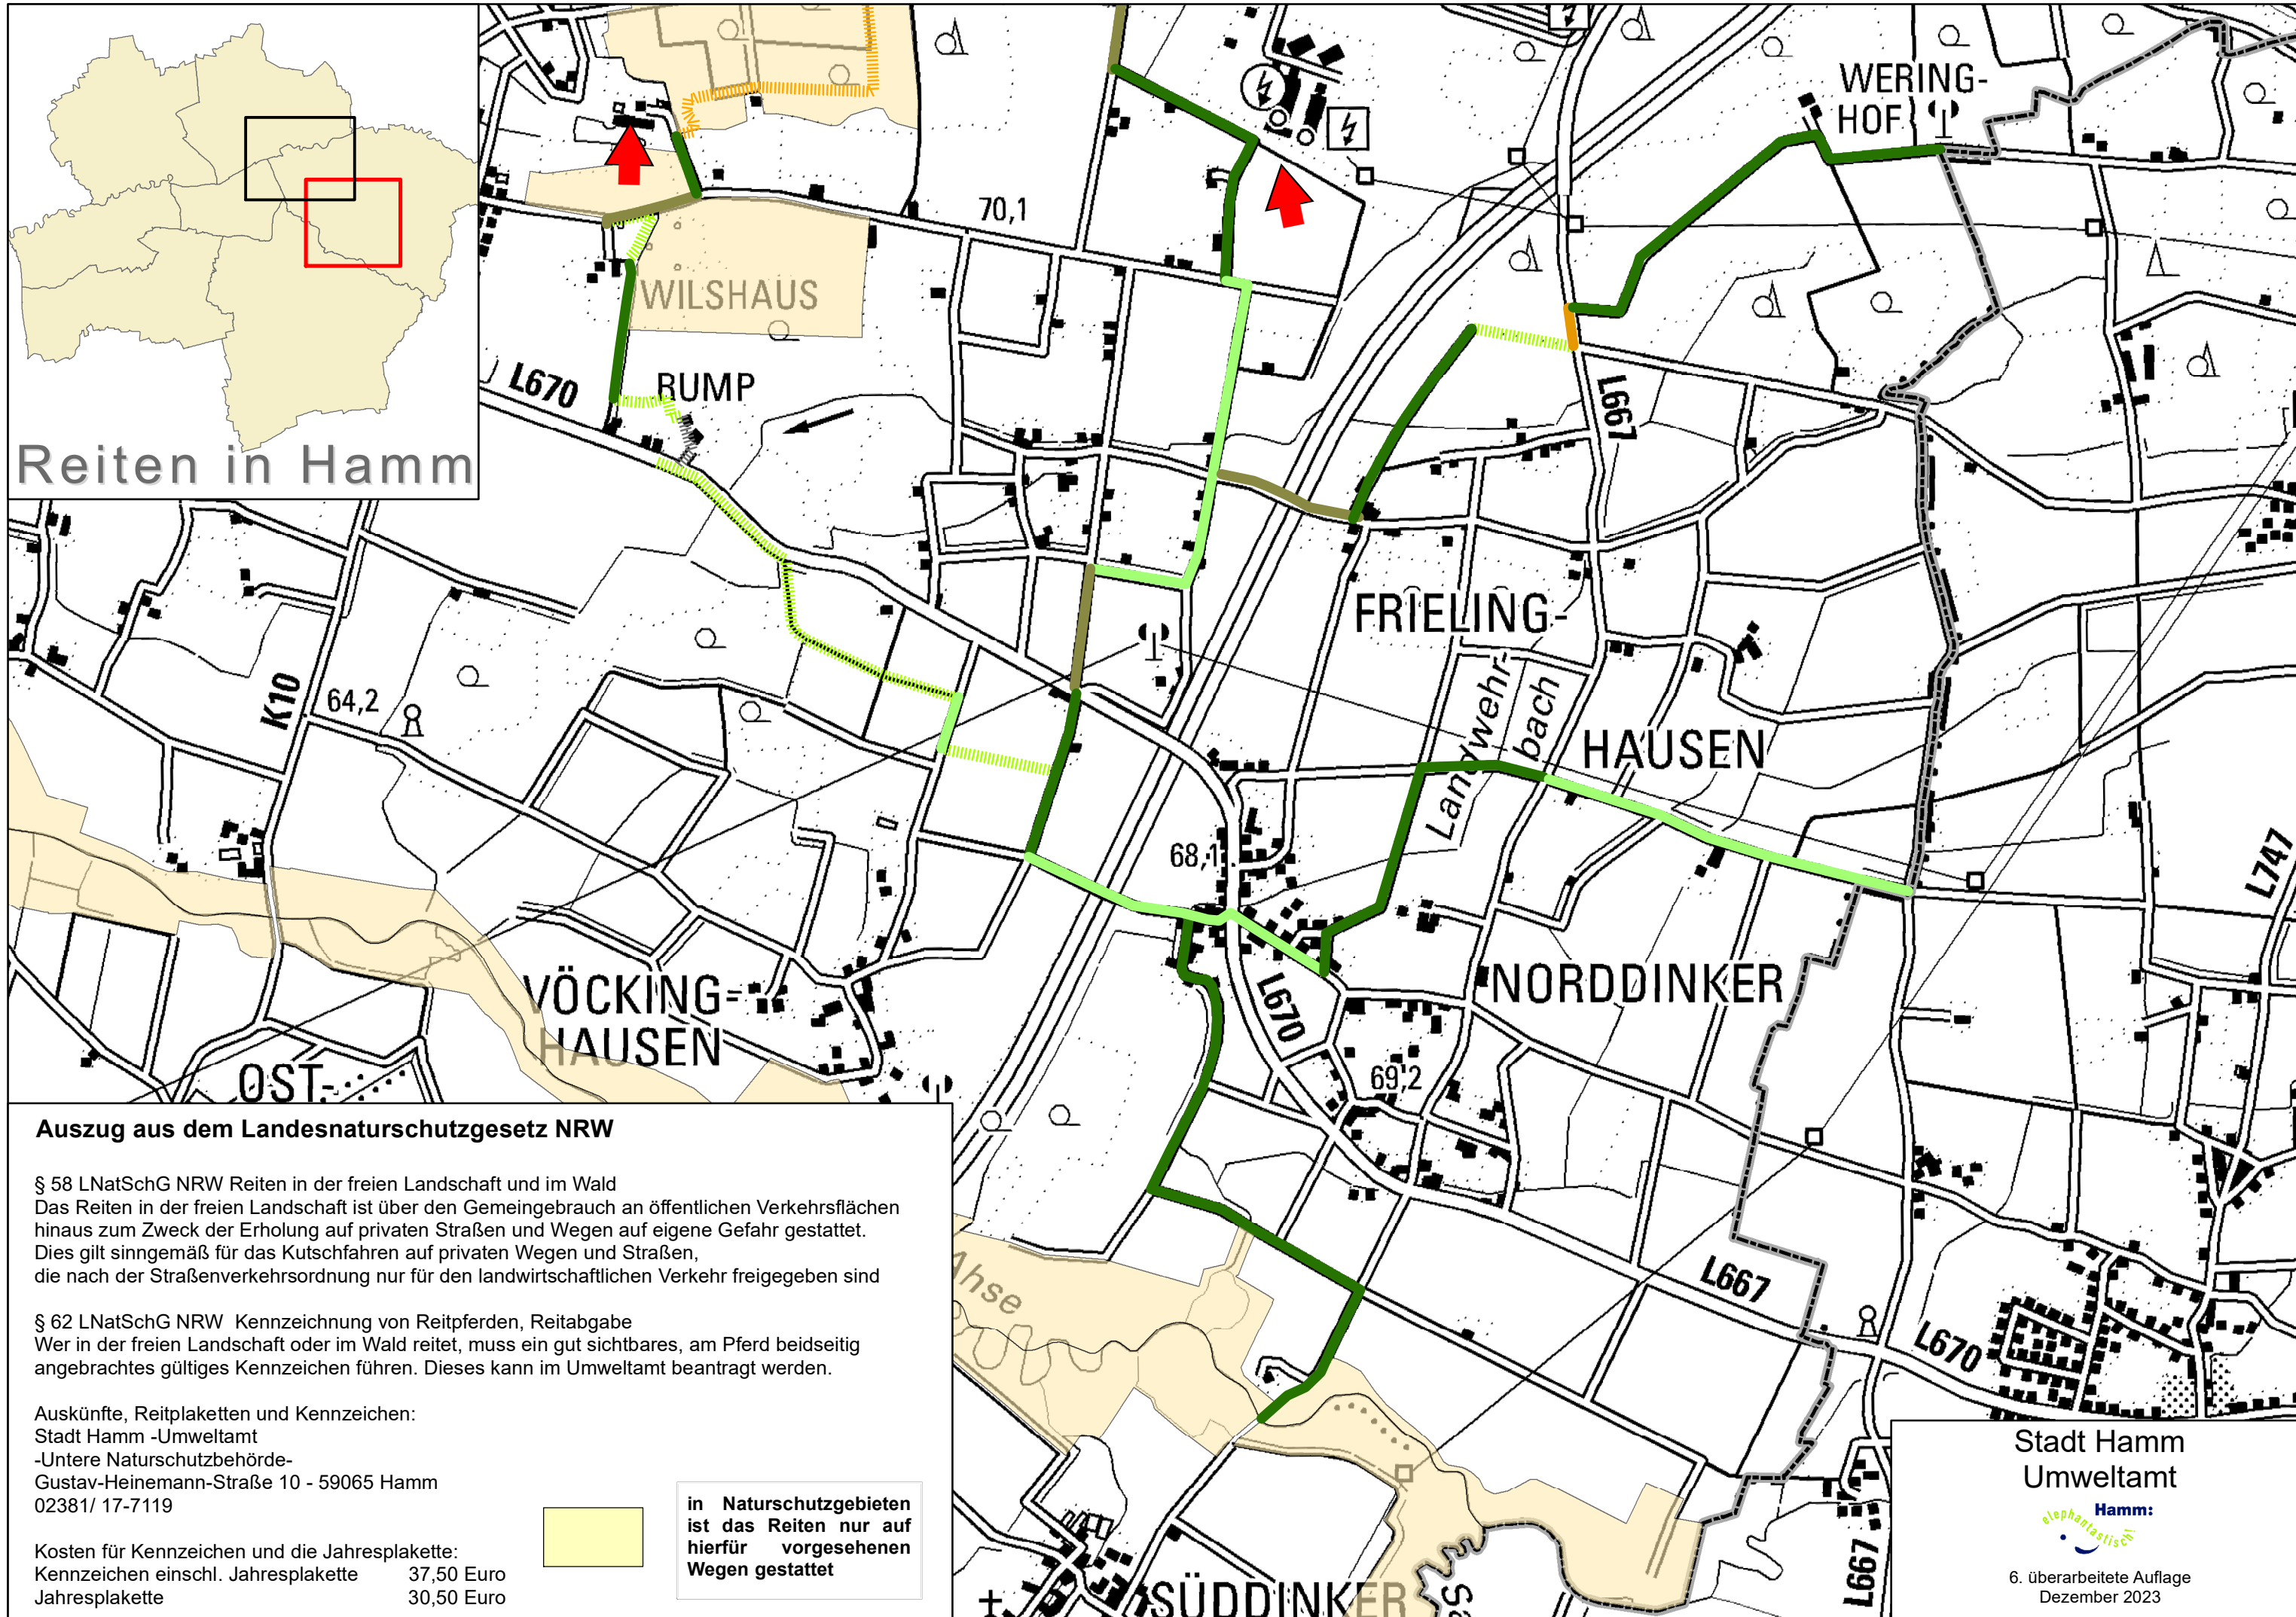 Reiten in Hamm
WERING-
HOF
70,1
WILSHAUS
RUMP
L670
L667
FRIELING-
HAUSEN
Landwehr-
bach
K10
64,2
68,1
L747
VÖCKING-
HAUSEN
NORDDINKER
L670
OST-
69,2
L667
L670
Ahse
SÜDDINKER
L667
Auszug aus dem Landesnaturschutzgesetz NRW
§ 58 LNatSchG NRW Reiten in der freien Landschaft und im Wald
Das Reiten in der freien Landschaft ist über den Gemeingebrauch an öffentlichen Verkehrsflächen
hinaus zum Zweck der Erholung auf privaten Straßen und Wegen auf eigene Gefahr gestattet.
Dies gilt sinngemäß für das Kutschfahren auf privaten Wegen und Straßen,
die nach der Straßenverkehrsordnung nur für den landwirtschaftlichen Verkehr freigegeben sind
§ 62 LNatSchG NRW Kennzeichnung von Reitpferden, Reitabgabe
Wer in der freien Landschaft oder im Wald reitet, muss ein gut sichtbares, am Pferd beidseitig
angebrachtes gültiges Kennzeichen führen. Dieses kann im Umweltamt beantragt werden.
Auskünfte, Reitplaketten und Kennzeichen:
Stadt Hamm -Umweltamt
-Untere Naturschutzbehörde-
Gustav-Heinemann-Straße 10 - 59065 Hamm
02381/ 17-7119
Kosten für Kennzeichen und die Jahresplakette:
Kennzeichen einschl. Jahresplakette 37,50 Euro
Jahresplakette 30,50 Euro
in Naturschutzgebieten
ist das Reiten nur auf
hierfür vorgesehenen
Wegen gestattet
Stadt Hamm
Umweltamt
Hamm:
elephantastisch!
6. überarbeitete Auflage
Dezember 2023